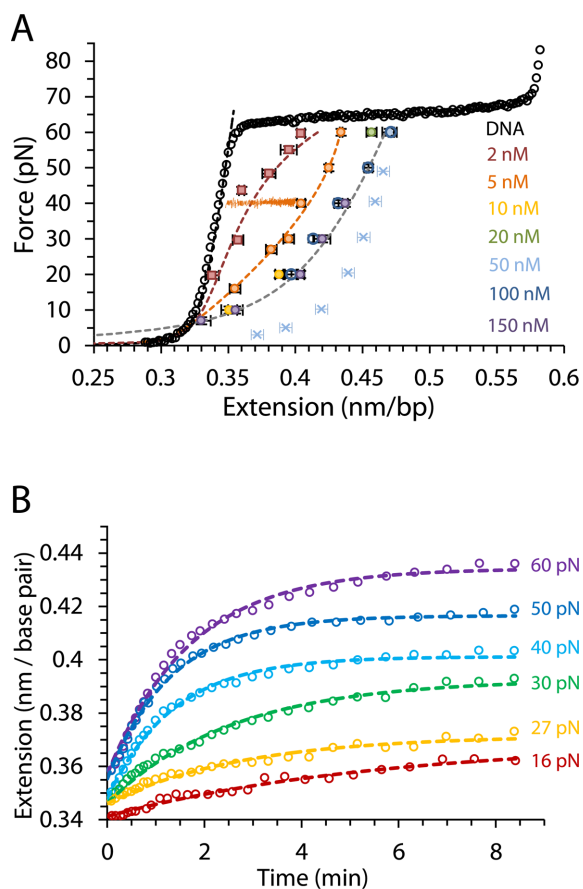 A
Force (pN)
80
70
60
50
40
30
20
10
0
DNA
2 nM
5 nM
10 nM
20 nM
50 nM
100 nM
150 nM
0.25 0.3 0.35 0.4 0.45 0.5 0.55 0.6
Extension (nm/bp)
B
Extension (nm / base pair)
0.44
0.42
0.4
0.38
0.36
0.34
60 pN
50 pN
40 pN
30 pN
27 pN
16 pN
0 2 4 6 8
Time (min)